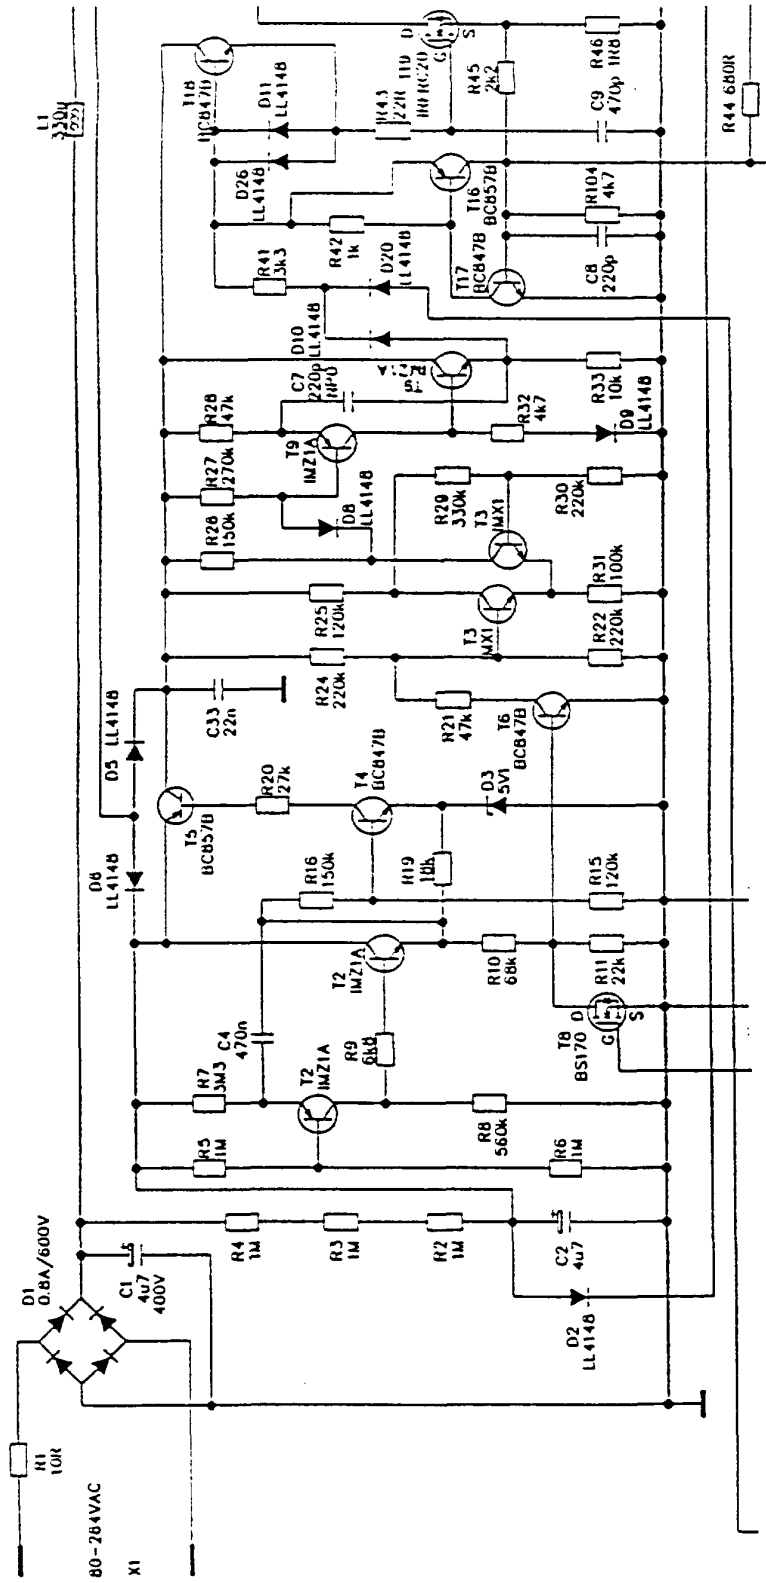 R1
10R
80-264VAC
X1
D1
0.8A/600V
C1
4u7
400V
R4
1M
R3
1M
R2
1M
C2
4u7
D2
LL4148
R5
1M
R6
1M
R7
3M3
T2
IMZ1A
R8
560k
C4
470n
R9
6k8
T2
IMZ1A
R10
68k
R11
22k
T8
BS170
D
G
S
D6
LL4148
R16
150k
R19
18k
R15
120k
T5
BC857B
R20
27k
T4
BC847B
D3
5V1
D5
LL4148
C33
22n
R21
47k
T6
BC847B
R24
220k
R22
220k
R25
120k
T3
IMX1
R31
100k
T3
IMX1
R26
150k
R27
270k
R28
47k
D8
LL4148
T9
IMZ1A
R29
330k
R30
220k
C7
220p
NPO
R32
4k7
D9
LL4148
R33
10k
D10
LL4148
D20
LL4148
R41
3k3
R42
1k
T17
BC847B
T16
BC857B
C8
220p
R104
4k7
D26
LL4148
D11
LL4148
T18
BC847B
R43
22R
T19
IRFRC20
D
G
S
R45
2k2
R46
1R8
C9
470p
R44 680R
L1
330u